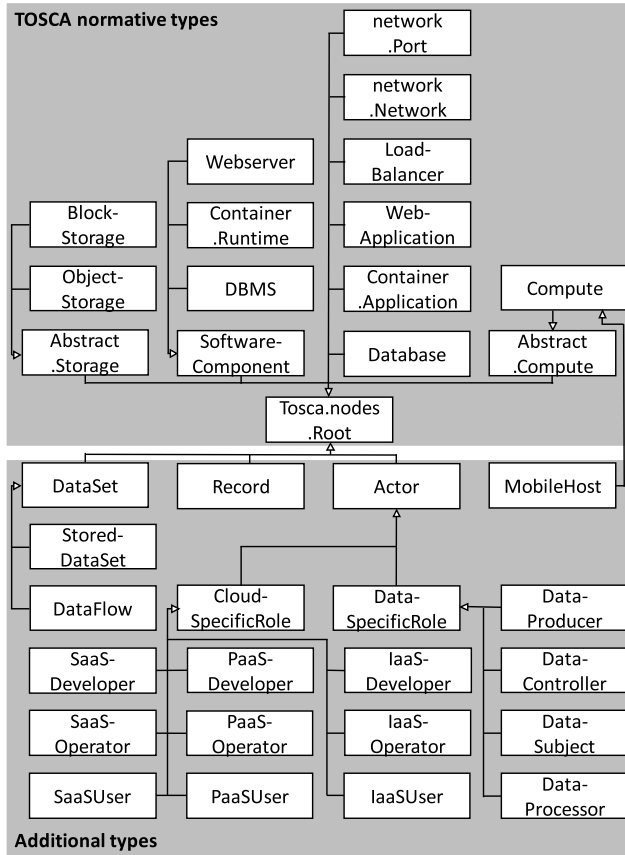 TOSCA normative types
network
.Port
network
.Network
Load-
Balancer
Webserver
Block-
Storage
Container
.Runtime
Web-
Application
Object-
Storage
DBMS
Container
.Application
Compute
Abstract
.Storage
Software-
Component
Database
Abstract
.Compute
Tosca.nodes
.Root
DataSet
Record
Actor
MobileHost
Stored-
DataSet
DataFlow
Cloud-
SpecificRole
Data-
SpecificRole
Data-
Producer
SaaS-
Developer
PaaS-
Developer
IaaS-
Developer
Data-
Controller
SaaS-
Operator
PaaS-
Operator
IaaS-
Operator
Data-
Subject
SaaSUser
PaaSUser
IaaSUser
Data-
Processor
Additional types